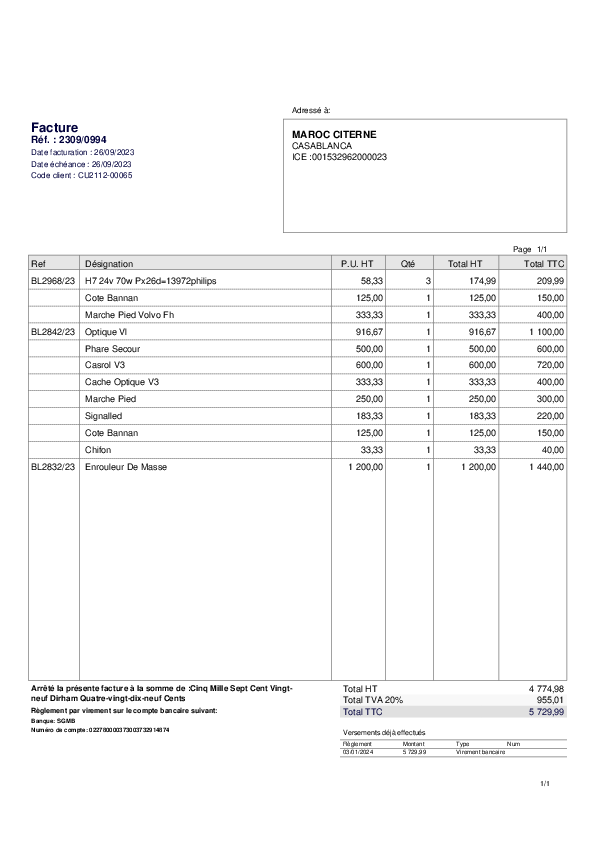 Adressé à:
Facture
Réf. : 2309/0994
Date facturation : 26/09/2023
Date échéance : 26/09/2023
Code client : CU2112-00065
MAROC CITERNE
CASABLANCA
ICE :001532962000023
Page 1/1
Ref Désignation P.U. HT Qté Total HT Total TTC
BL2968/23 H7 24v 70w Px26d=13972philips 58,33 3 174,99 209,99
Cote Bannan 125,00 1 125,00 150,00
Marche Pied Volvo Fh 333,33 1 333,33 400,00
BL2842/23 Optique Vl 916,67 1 916,67 1 100,00
Phare Secour 500,00 1 500,00 600,00
Casrol V3 600,00 1 600,00 720,00
Cache Optique V3 333,33 1 333,33 400,00
Marche Pied 250,00 1 250,00 300,00
Signalled 183,33 1 183,33 220,00
Cote Bannan 125,00 1 125,00 150,00
Chifon 33,33 1 33,33 40,00
BL2832/23 Enrouleur De Masse 1 200,00 1 1 200,00 1 440,00
Arrêté la présente facture à la somme de :Cinq Mille Sept Cent Vingt-
neuf Dirham Quatre-vingt-dix-neuf Cents
Règlement par virement sur le compte bancaire suivant:
Banque: SGMB
Numéro de compte: 022780000373003732914874
Total HT 4 774,98
Total TVA 20% 955,01
Total TTC 5 729,99
Versements déjà effectués
Règlement Montant Type Num
03/01/2024 5 729,99 Virement bancaire
1/1